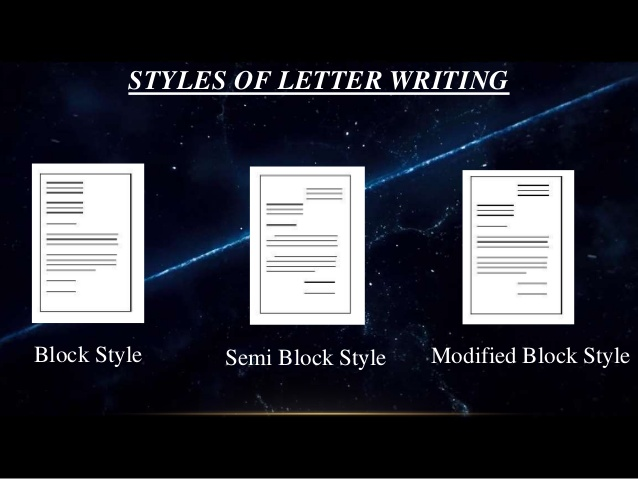 STYLES OF LETTER WRITING
Block Style
Semi Block Style
Modified Block Style